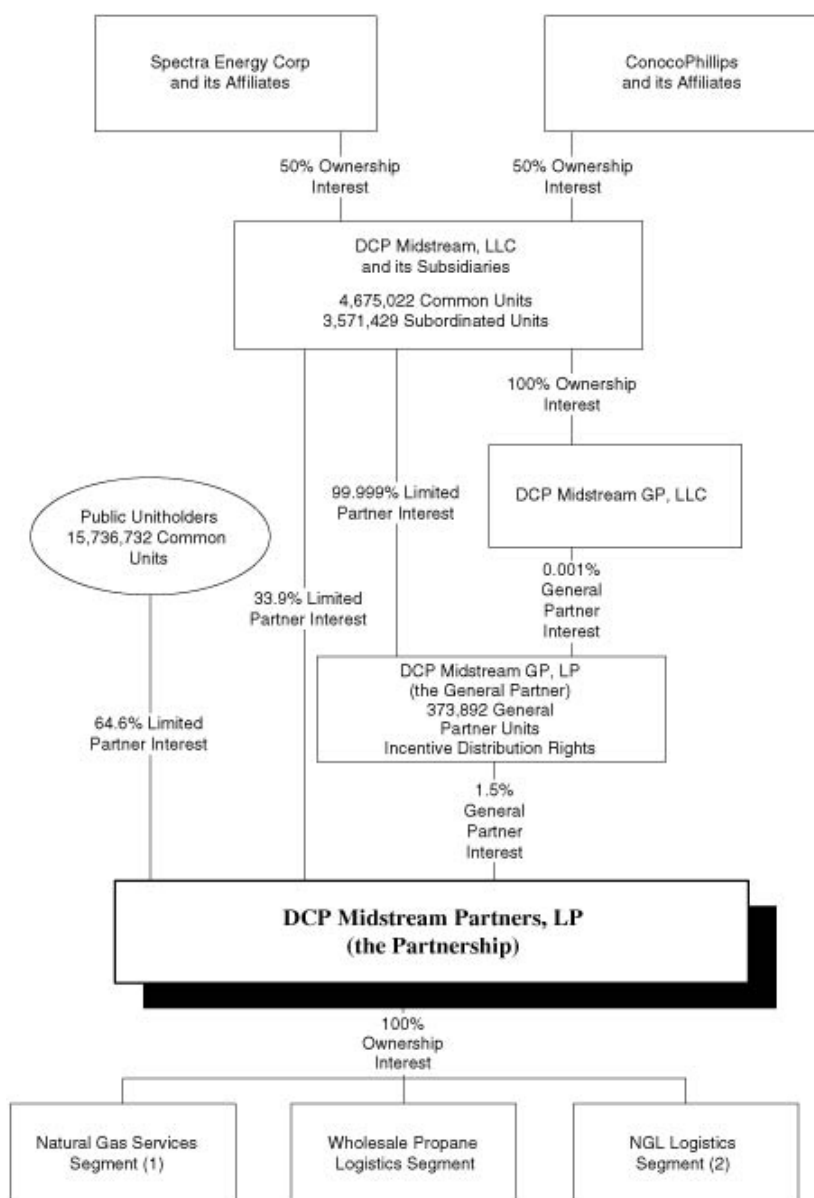 Spectra Energy Corp
and its Affiliates
ConocoPhillips
and its Affiliates
50% Ownership
Interest
50% Ownership
Interest
DCP Midstream, LLC
and its Subsidiaries
4,675,022 Common Units
3,571,429 Subordinated Units
100% Ownership
Interest
99.999% Limited
Partner Interest
DCP Midstream GP, LLC
Public Unitholders
15,736,732 Common
Units
33.9% Limited
Partner Interest
0.001%
General
Partner
Interest
DCP Midstream GP, LP
(the General Partner)
373,892 General
Partner Units
Incentive Distribution Rights
64.6% Limited
Partner Interest
1.5%
General
Partner
Interest
DCP Midstream Partners, LP
(the Partnership)
100%
Ownership
Interest
Natural Gas Services
Segment (1)
Wholesale Propane
Logistics Segment
NGL Logistics
Segment (2)